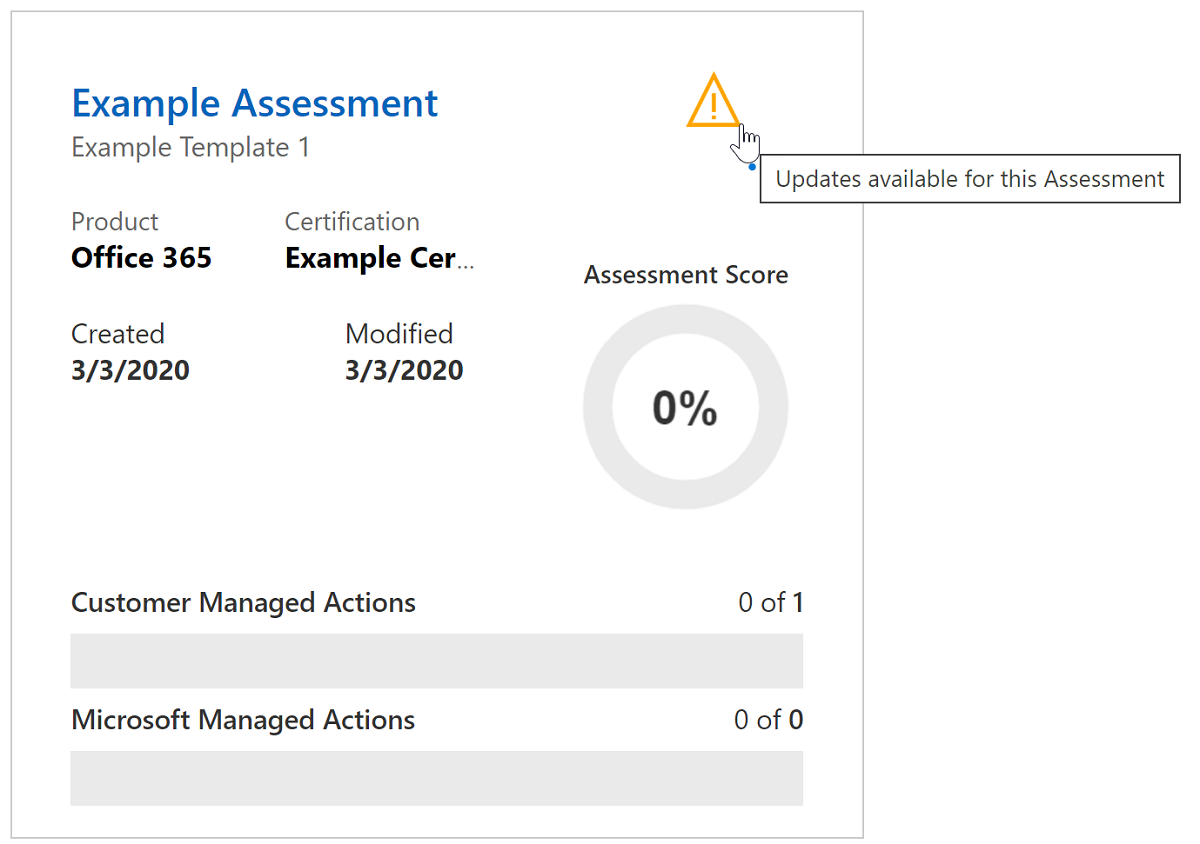 Example Assessment
Example Template 1
Updates available for this Assessment
Product
Certification
Office 365
Example Cer...
Assessment Score
Created
Modified
3/3/2020
3/3/2020
0%
Customer Managed Actions
0 of 1
Microsoft Managed Actions
0 of 0